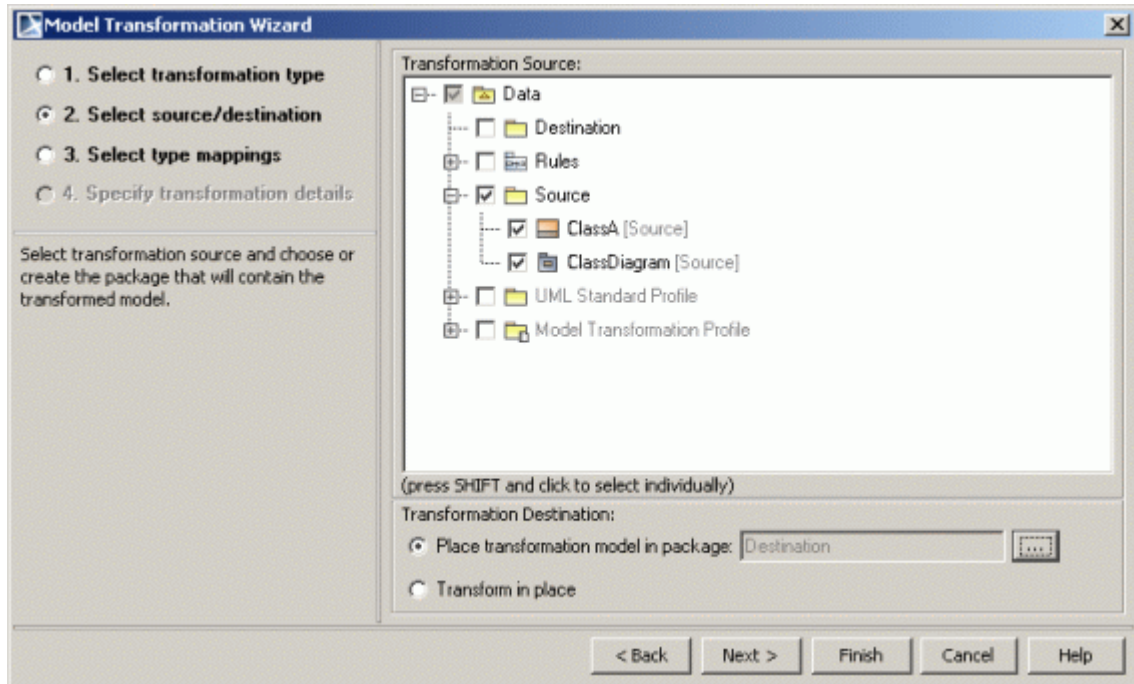 Model Transformation Wizard
1. Select transformation type
2. Select source/destination
3. Select type mappings
4. Specify transformation details
Select transformation source and choose or
create the package that will contain the
transformed model.
Transformation Source:
Data
Destination
Rules
Source
ClassA [Source]
ClassDiagram [Source]
UML Standard Profile
Model Transformation Profile
(press SHIFT and click to select individually)
Transformation Destination:
Place transformation model in package: Destination ...
Transform in place
< Back Next > Finish Cancel Help